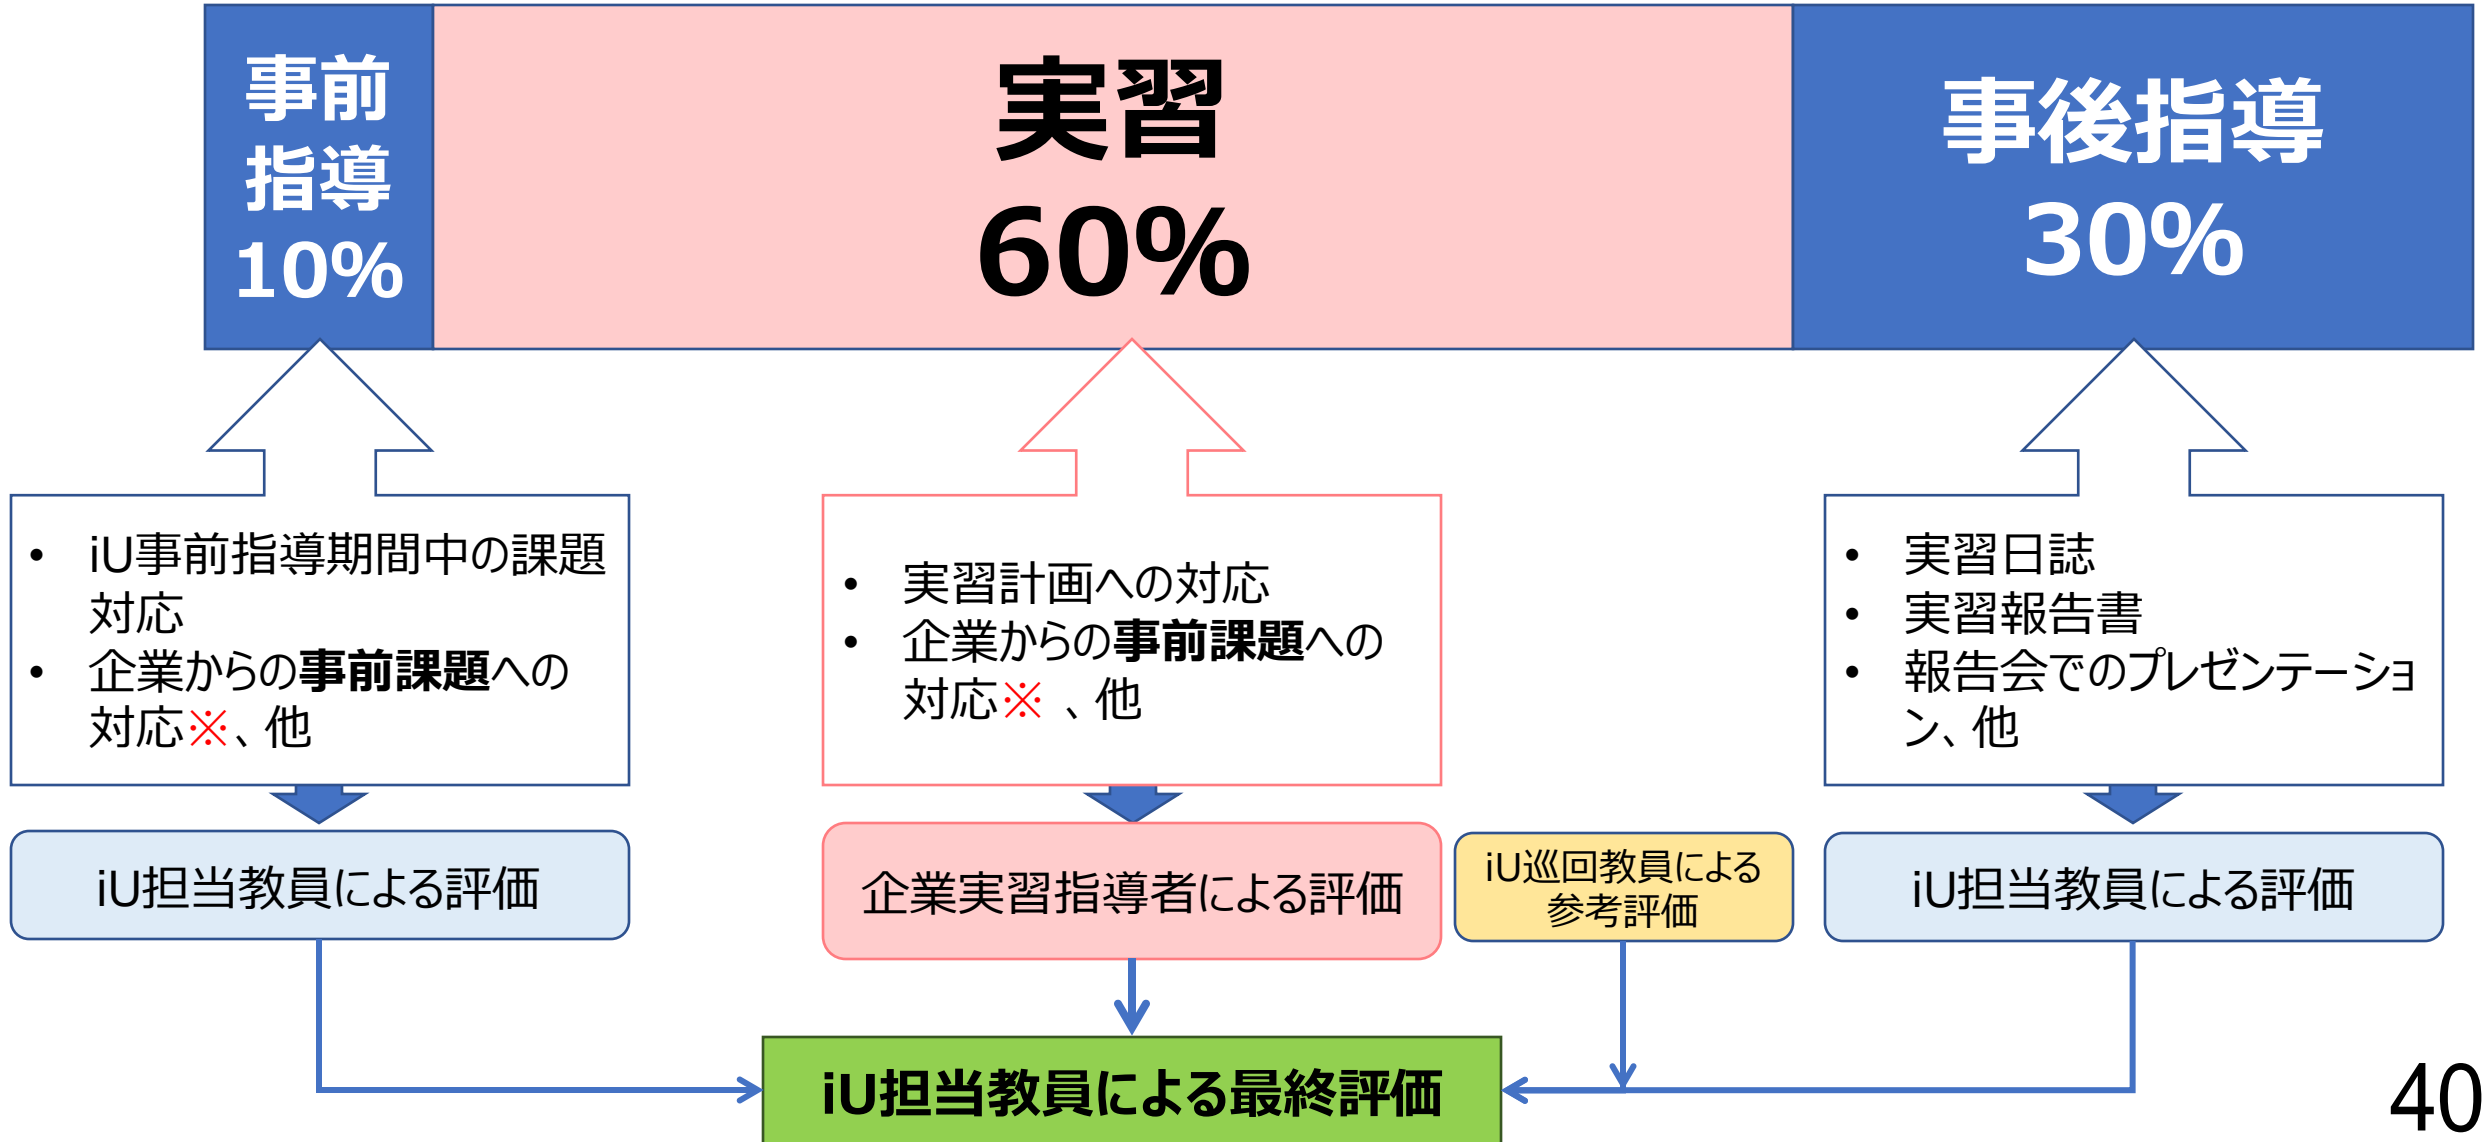 事前
指導
10%
実習
60%
事後指導
30%
• iU事前指導期間中の課題
対応
• 企業からの事前課題への
対応※、他
• 実習計画への対応
• 企業からの事前課題への
対応※ 、他
• 実習日誌
• 実習報告書
• 報告会でのプレゼンテーショ
ン、他
iU担当教員による評価
企業実習指導者による評価
iU巡回教員による
参考評価
iU担当教員による評価
iU担当教員による最終評価
40